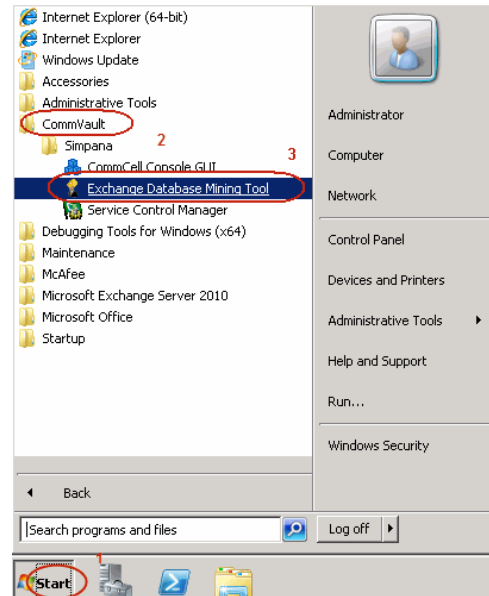 Internet Explorer (64-bit)
Internet Explorer
Windows Update
Accessories
Administrative Tools
CommVault
2
Simpana
3
CommCell Console GUI
Exchange Database Mining Tool
Service Control Manager
Debugging Tools for Windows (x64)
Maintenance
McAfee
Microsoft Exchange Server 2010
Microsoft Office
Startup
Back
Search programs and files
Administrator
Computer
Network
Control Panel
Devices and Printers
Administrative Tools
Help and Support
Run...
Windows Security
Log off
1
Start